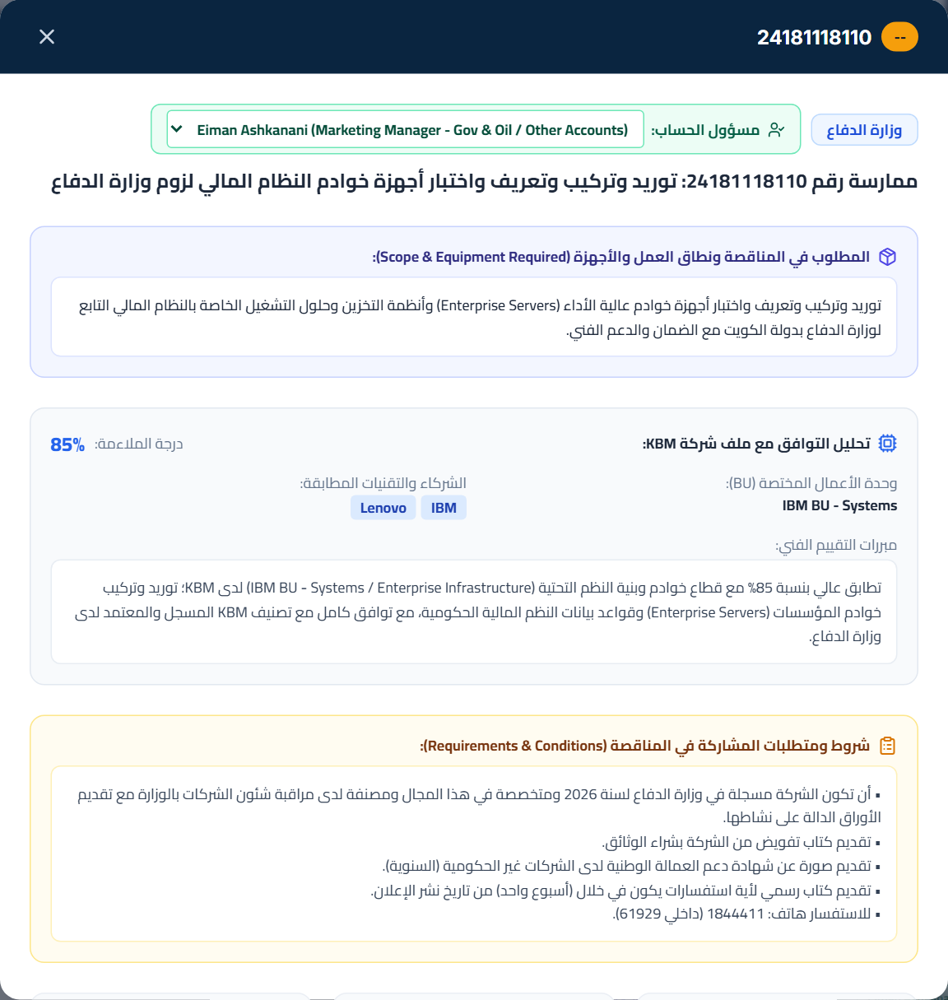 -- 24181118110
وزارة الدفاع
مسؤول الحساب: Eiman Ashkanani (Marketing Manager - Gov & Oil / Other Accounts)
ممارسة رقم 24181118110: توريد وتركيب وتعريف واختبار أجهزة خوادم النظام المالي لزوم وزارة الدفاع
المطلوب في المناقصة ونطاق العمل والأجهزة (Scope & Equipment Required):
توريد وتركيب وتعريف واختبار أجهزة خوادم عالية الأداء (Enterprise Servers) وأنظمة التخزين وحلول التشغيل الخاصة بالنظام المالي التابع
لوزارة الدفاع بدولة الكويت مع الضمان والدعم الفني.
تحليل التوافق مع ملف شركة KBM:
درجة الملاءمة: 85%
وحدة الأعمال المختصة (BU):
IBM BU - Systems
الشركاء والتقنيات المطابقة:
IBM Lenovo
مبررات التقييم الفني:
تطابق عالي بنسبة 85% مع قطاع خوادم وبنية النظم التحتية (IBM BU - Systems / Enterprise Infrastructure) لدى KBM؛ توريد وتركيب
خوادم المؤسسات (Enterprise Servers) وقواعد بيانات النظم المالية الحكومية، مع توافق كامل مع تصنيف KBM المسجل والمعتمد لدى
وزارة الدفاع.
شروط ومتطلبات المشاركة في المناقصة (Requirements & Conditions):
▪ أن تكون الشركة مسجلة في وزارة الدفاع لسنة 2026 ومتخصصة في هذا المجال ومصنفة لدى مراقبة شئون الشركات بالوزارة مع تقديم
الأوراق الدالة على نشاطها.
▪ تقديم كتاب تفويض من الشركة بشراء الوثائق.
▪ تقديم صورة عن شهادة دعم العمالة الوطنية لدى الشركات غير الحكومية (السنوية).
▪ تقديم كتاب رسمي لأية استفسارات يكون في خلال (أسبوع واحد) من تاريخ نشر الإعلان.
▪ للاستفسار هاتف: 1844411 (داخلي 61929).